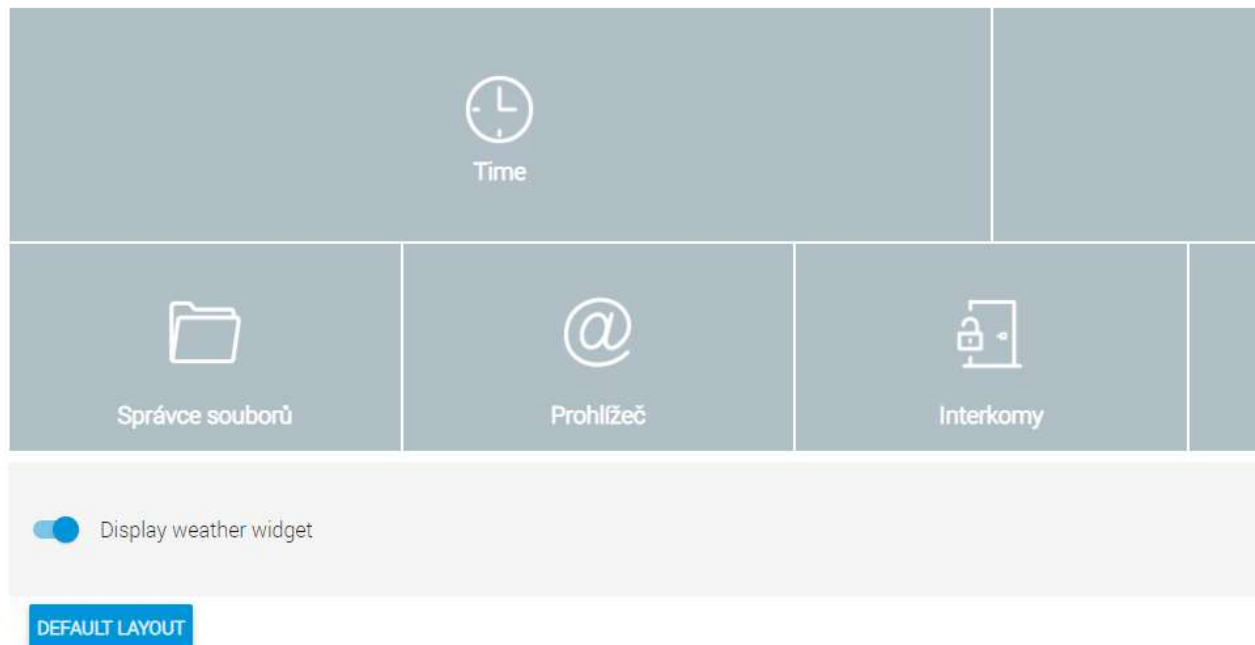 Time
Správce souborů
Prohlížeč
Interkomy
Display weather widget
DEFAULT LAYOUT